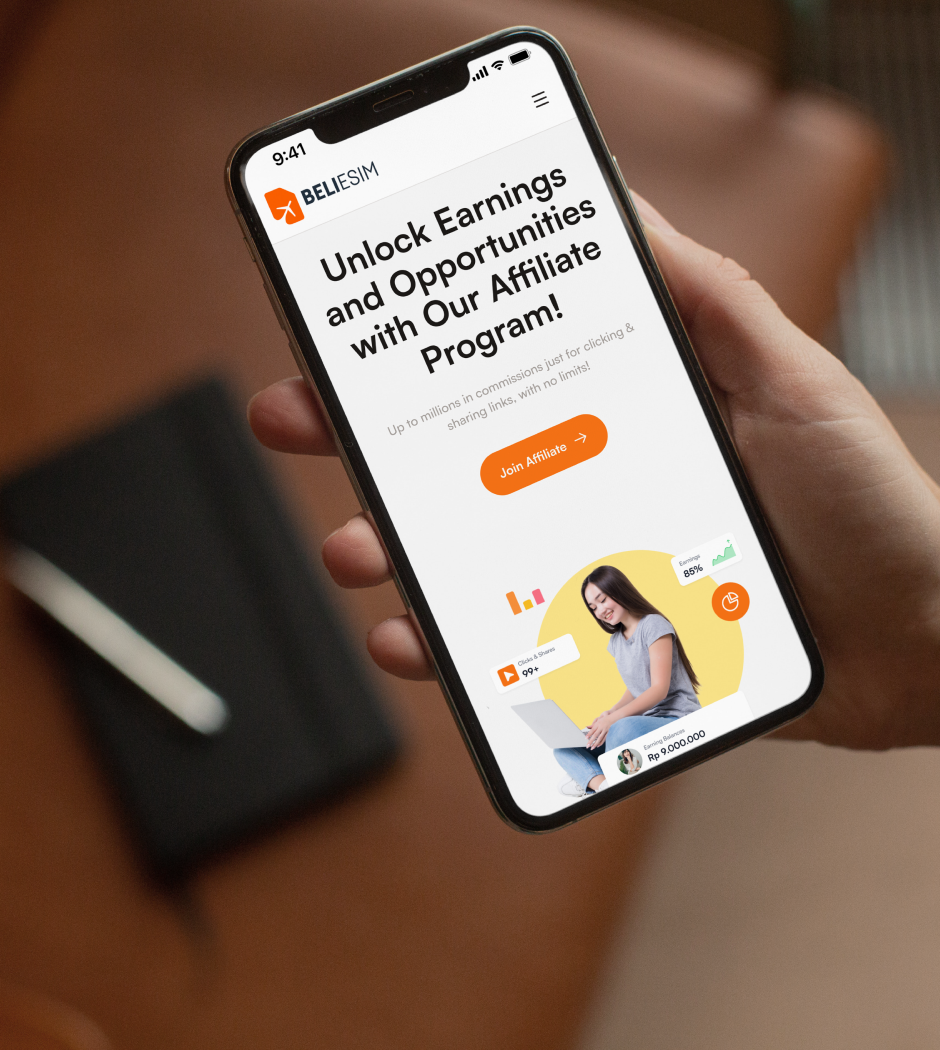 9:41
BELIESIM
Unlock Earnings
and Opportunities
with Our Affiliate
Program!
Up to millions in commissions just for clicking &
sharing links, with no limits!
Join Affiliate
Earnings
85%
Clicks & Shares
99+
Earning Balances
Rp 9.000.000